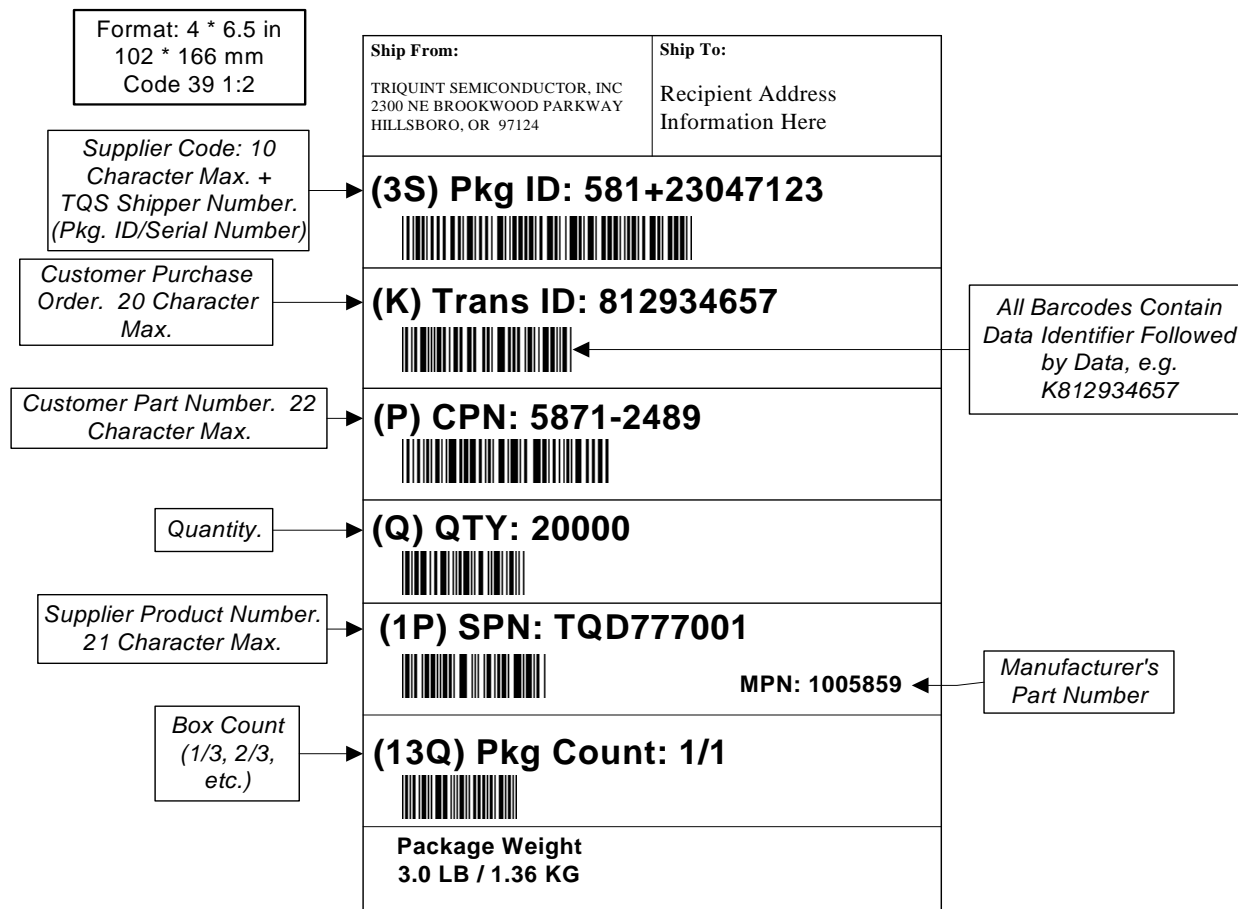 Format: 4 * 6.5 in
102 * 166 mm
Code 39 1:2
Ship From:
TRIQUINT SEMICONDUCTOR, INC
2300 NE BROOKWOOD PARKWAY
HILLSBORO, OR 97124
Ship To:
Recipient Address
Information Here
Supplier Code: 10
Character Max. +
TQS Shipper Number.
(Pkg. ID/Serial Number)
(3S) Pkg ID: 581+23047123
Customer Purchase
Order. 20 Character
Max.
(K) Trans ID: 812934657
All Barcodes Contain
Data Identifier Followed
by Data, e.g.
K812934657
Customer Part Number. 22
Character Max.
(P) CPN: 5871-2489
Quantity.
(Q) QTY: 20000
Supplier Product Number.
21 Character Max.
(1P) SPN: TQD777001
MPN: 1005859
Manufacturer's
Part Number
Box Count
(1/3, 2/3,
etc.)
(13Q) Pkg Count: 1/1
Package Weight
3.0 LB / 1.36 KG